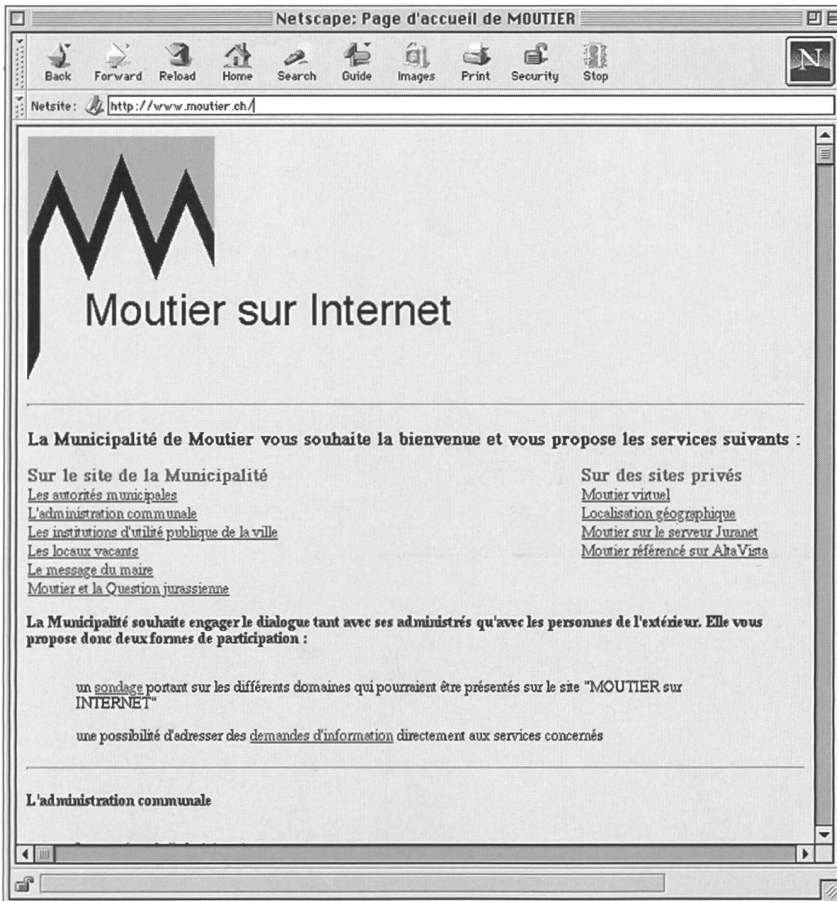 Netscape: Page d'accueil de MOUTIER
Back Forward Reload Home Search Guide Images Print Security Stop
N
Netsite: http://www.moutier.ch/
Moutier sur Internet
La Municipalité de Moutier vous souhaite la bienvenue et vous propose les services suivants :
Sur le site de la Municipalité
Les autorités municipales
L'administration communale
Les institutions d'utilité publique de la ville
Les locaux vacants
Le message du maire
Moutier et la Question jurassienne
Sur des sites privés
Moutier virtuel
Localisation géographique
Moutier sur le serveur Juranet
Moutier référencé sur AltaVista
La Municipalité souhaite engager le dialogue tant avec ses administrés qu'avec les personnes de l'extérieur. Elle vous
propose donc deux formes de participation :
un sondage portant sur les différents domaines qui pourraient être présentés sur le site "MOUTIER sur
INTERNET"
une possibilité d'adresser des demandes d'information directement aux services concernés
L'administration communale